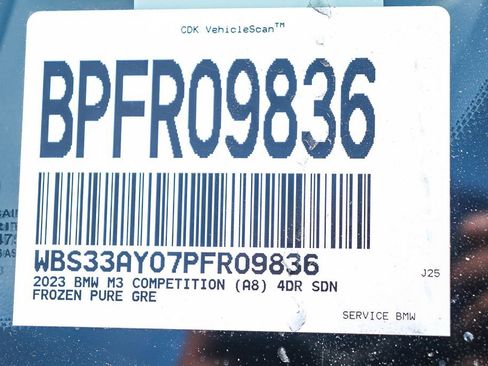 CDK VehicleScan™
BPFR09836
WBS33AY07PFR09836
2023 BMW M3 COMPETITION (A8) 4DR SDN
FROZEN PURE GRE
J25
SERVICE BMW